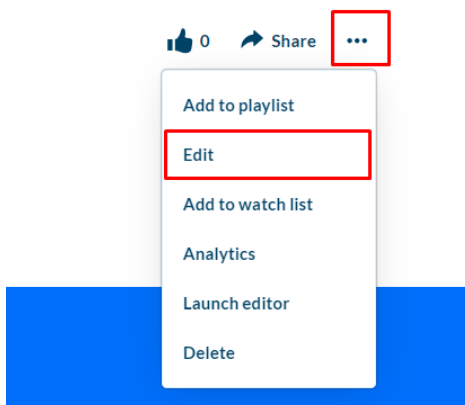 0 Share ...
Add to playlist
Edit
Add to watch list
Analytics
Launch editor
Delete